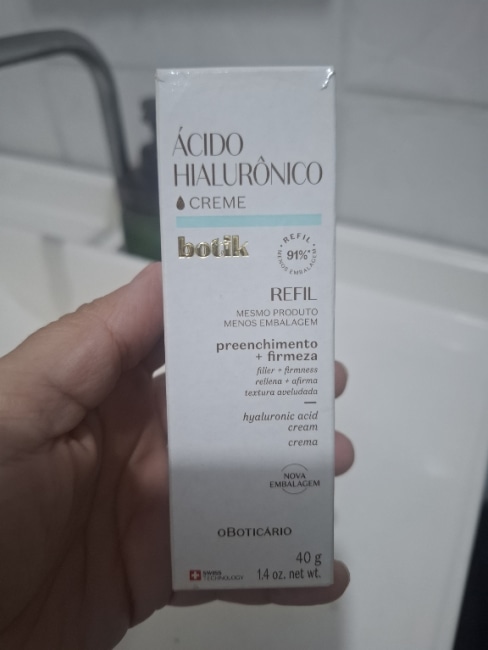 ÁCIDO
HIALURÔNICO
CREME
botik
REFIL
91%*
MENOS EMBALAGEM
REFIL
MESMO PRODUTO
MENOS EMBALAGEM
preenchimento
+ firmeza
filler + firmness
rellena + afirma
textura aveludada
hyaluronic acid
cream
crema
NOVA
EMBALAGEM
oBOTICÁRIO
40 g
SWISS
TECHNOLOGY
1.4 oz. net wt.